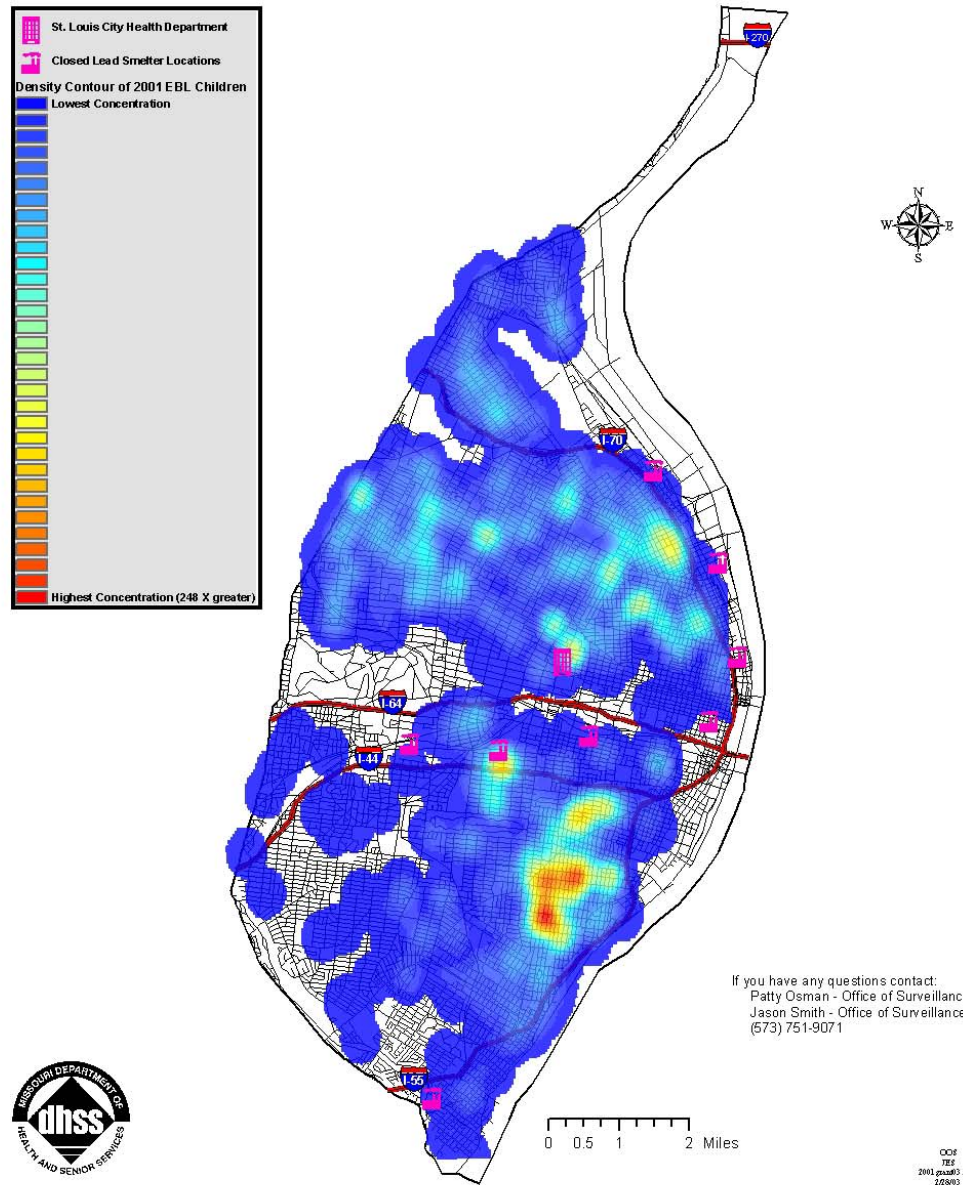 St. Louis City Health Department
Closed Lead Smelter Locations
Density Contour of 2001 EBL Children
Lowest Concentration
Highest Concentration (248 X greater)
I-270
N
W E
S
I-70
I-64
I-44
I-55
If you have any questions contact:
Patty Osman - Office of Surveillanc
Jason Smith - Office of Surveillance
(573) 751-9071
MISSOURI DEPARTMENT OF
dhss
HEALTH AND SENIOR SERVICES
0 0.5 1 2 Miles
2/28/03